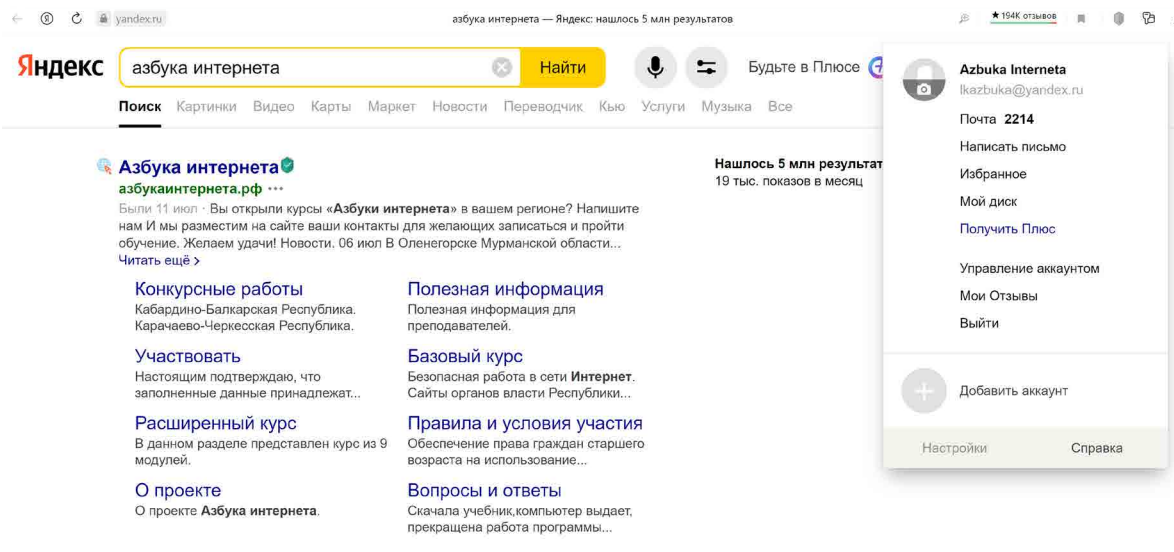 yandex.ru
азбука интернета — Яндекс: нашлось 5 млн результатов
★ 194К отзывов
Яндекс
азбука интернета
Найти
Будьте в Плюсе
Поиск Картинки Видео Карты Маркет Новости Переводчик Кью Услуги Музыка Все
Азбука интернета
азбукаинтернета.рф •••
Были 11 июл · Вы открыли курсы «Азбуки интернета» в вашем регионе? Напишите
нам И мы разместим на сайте ваши контакты для желающих записаться и пройти
обучение. Желаем удачи! Новости. 06 июл В Оленегорске Мурманской области...
Читать ещё >
Конкурсные работы
Кабардино-Балкарская Республика.
Карачаево-Черкесская Республика.
Полезная информация
Полезная информация для
преподавателей.
Участвовать
Настоящим подтверждаю, что
заполненные данные принадлежат...
Базовый курс
Безопасная работа в сети Интернет.
Сайты органов власти Республики...
Расширенный курс
В данном разделе представлен курс из 9
модулей.
Правила и условия участия
Обеспечение права граждан старшего
возраста на использование...
О проекте
О проекте Азбука интернета.
Вопросы и ответы
Скачала учебник,компьютер выдает,
прекращена работа программы...
Нашлось 5 млн результат
19 тыс. показов в месяц
Azbuka Interneta
lkazbuka@yandex.ru
Почта 2214
Написать письмо
Избранное
Мой диск
Получить Плюс
Управление аккаунтом
Мои Отзывы
Выйти
Добавить аккаунт
Настройки
Справка